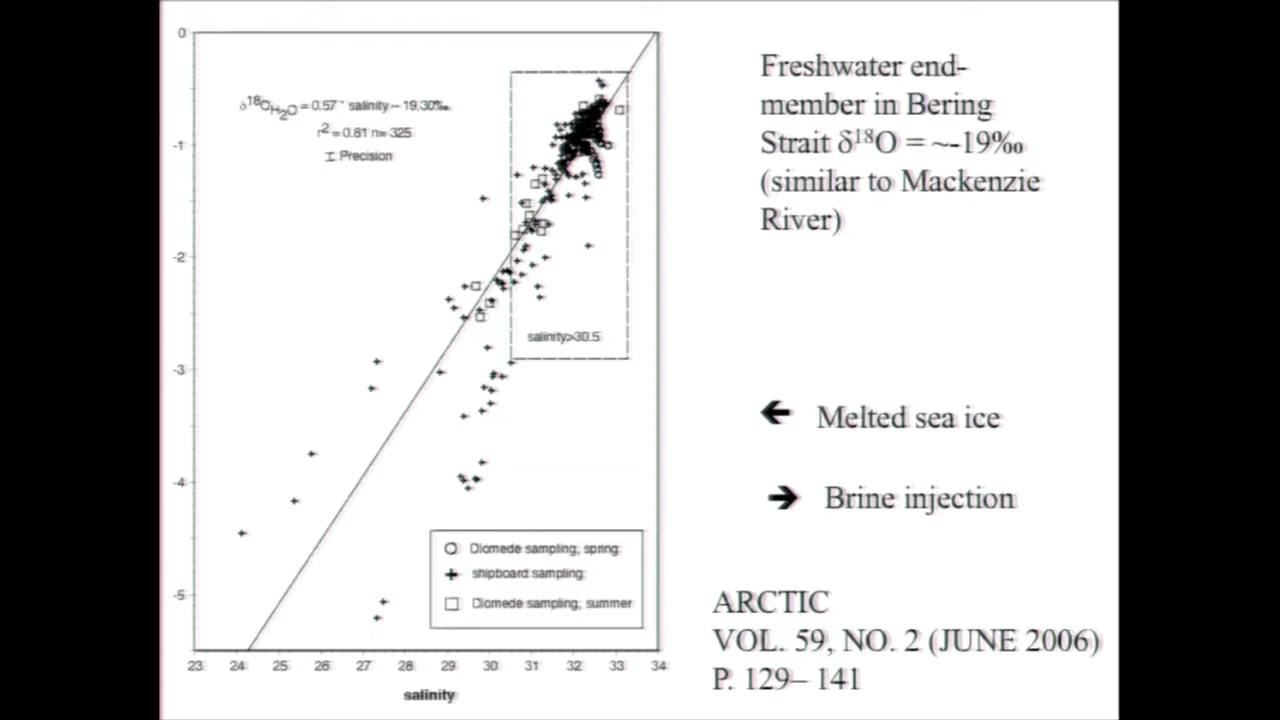 0
-1
-2
-3
-4
-5
δ18OH2O = 0.57 * salinity – 19.30‰
r2 = 0.81 n= 325
Precision
salinity>30.5
Diomede sampling, spring
shipboard sampling
Diomede sampling, summer
23 24 25 26 27 28 29 30 31 32 33 34
salinity
Freshwater end-
member in Bering
Strait δ18O = ~-19‰
(similar to Mackenzie
River)
← Melted sea ice
→ Brine injection
ARCTIC
VOL. 59, NO. 2 (JUNE 2006)
P. 129– 141